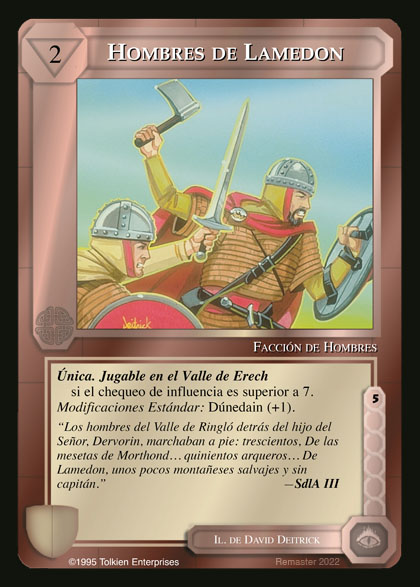 2
Hombres de Lamedon
deitrick
Facción de Hombres
Única. Jugable en el Valle de Erech
si el chequeo de influencia es superior a 7.
Modificaciones Estándar: Dúnedain (+1).
5
“Los hombres del Valle de Ringló detrás del hijo del
Señor, Dervorin, marchaban a pie: trescientos, De las
mesetas de Morthond… quinientos arqueros… De
Lamedon, unos pocos montañeses salvajes y sin
capitán.” —SdlA III
Il. de David Deitrick
©1995 Tolkien Enterprises
Remaster 2022